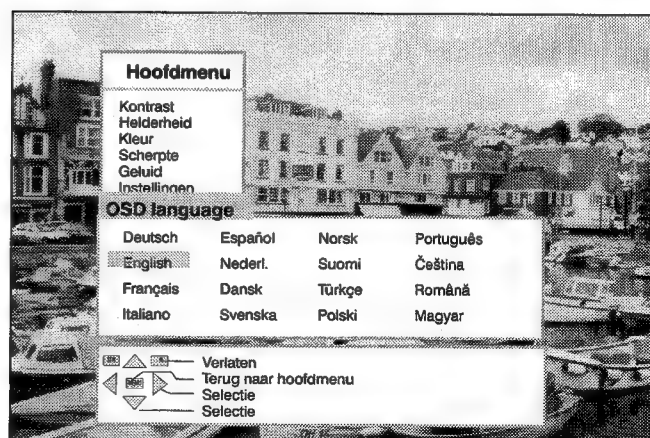 Hoofdmenu
Kontrast
Helderheid
Kleur
Scherpte
Geluid
Instellingen
OSD language
Deutsch Español Norsk Português
English Nederl. Suomi Čeština
Français Dansk Türkçe Română
Italiano Svenska Polski Magyar
Verlaten
Terug naar hoofdmenu
Selectie
Selectie